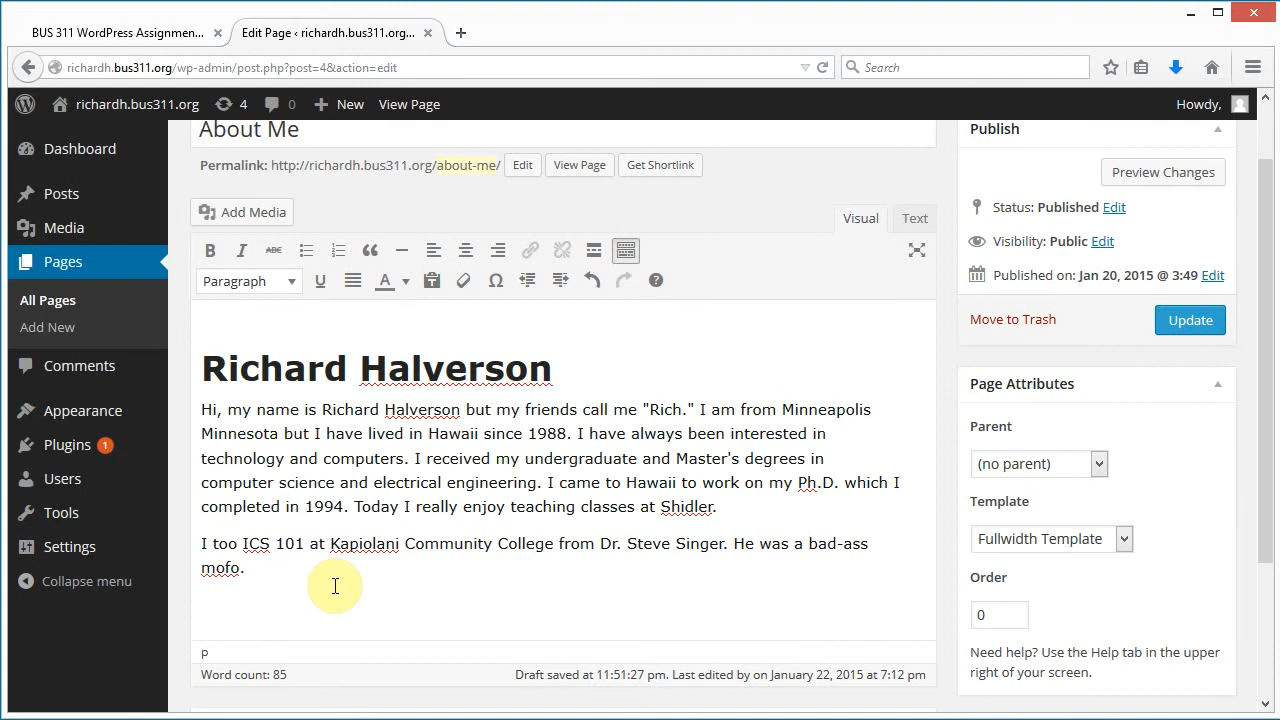 BUS 311 WordPress Assignmen...
Edit Page ‹ richardh.bus311.org...
richardh.bus311.org/wp-admin/post.php?post=4&action=edit
Search
richardh.bus311.org
4
0
New
View Page
Howdy,
Dashboard
Posts
Media
Pages
All Pages
Add New
Comments
Appearance
Plugins 1
Users
Tools
Settings
Collapse menu
About Me
Permalink: http://richardh.bus311.org/about-me/
Edit
View Page
Get Shortlink
Add Media
Visual
Text
B
I
ABC
Paragraph
U
A
Ω
Richard Halverson
Hi, my name is Richard Halverson but my friends call me "Rich." I am from Minneapolis
Minnesota but I have lived in Hawaii since 1988. I have always been interested in
technology and computers. I received my undergraduate and Master's degrees in
computer science and electrical engineering. I came to Hawaii to work on my Ph.D. which I
completed in 1994. Today I really enjoy teaching classes at Shidler.
I too ICS 101 at Kapiolani Community College from Dr. Steve Singer. He was a bad-ass
mofo.
p
Word count: 85
Draft saved at 11:51:27 pm. Last edited by on January 22, 2015 at 7:12 pm
Publish
Preview Changes
Status: Published Edit
Visibility: Public Edit
Published on: Jan 20, 2015 @ 3:49 Edit
Move to Trash
Update
Page Attributes
Parent
(no parent)
Template
Fullwidth Template
Order
0
Need help? Use the Help tab in the upper
right of your screen.